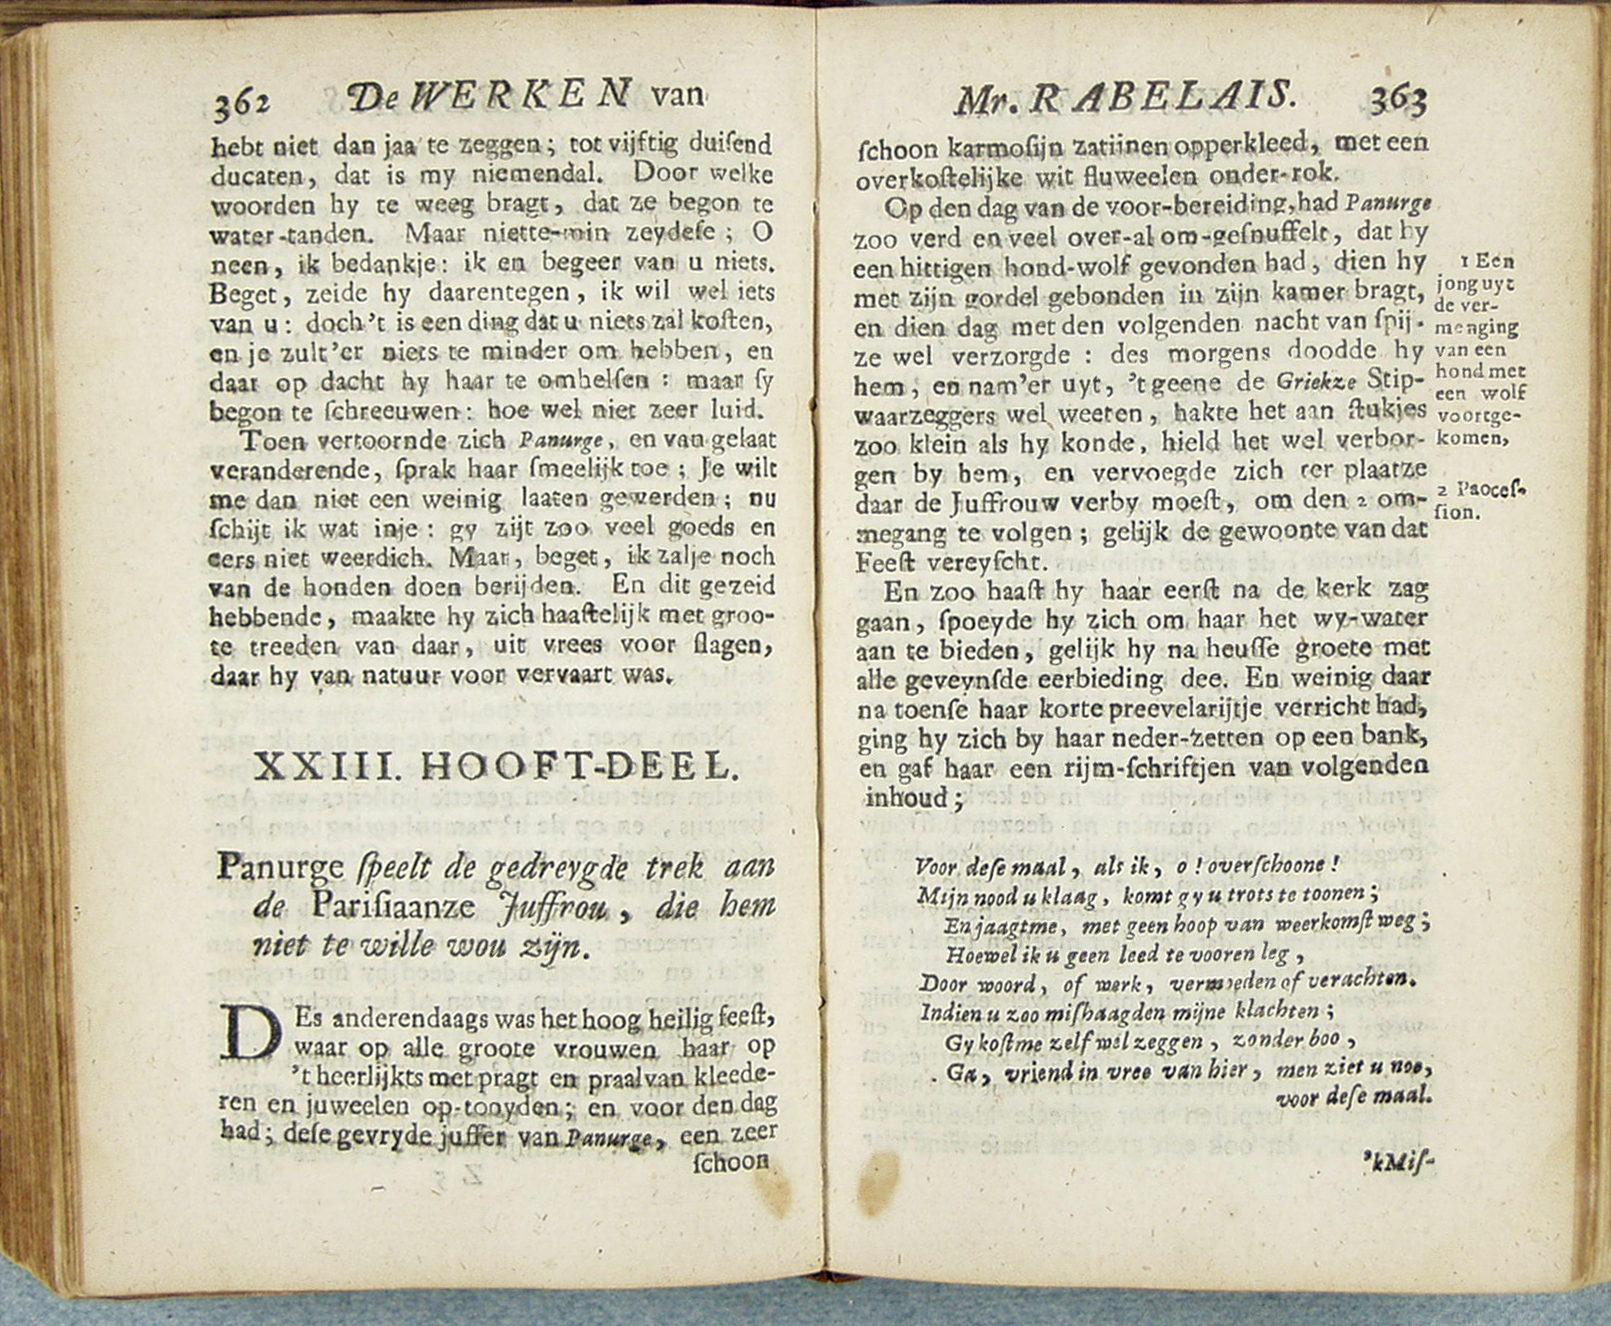 362 De WERKEN van
hebt niet dan jaa te zeggen; tot vijftig duiſend
ducaten, dat is my niemendal. Door welke
woorden hy te weeg bragt, dat ze begon te
water-tanden. Maar niette-min zeydeſe; O
neen, ik bedankje: ik en begeer van u niets.
Beget, zeide hy daarentegen, ik wil wel iets
van u: doch 't is een ding dat u niets zal koſten,
en je zult 'er niets te minder om hebben, en
daar op dacht hy haar te omhelſen: maar ſy
begon te ſchreeuwen: hoe wel niet zeer luid.
Toen vertoornde zich Panurge, en van gelaat
veranderende, ſprak haar ſmeelijk toe; Je wilt
me dan niet een weinig laaten gewerden; nu
ſchijt ik wat inje: gy zijt zoo veel goeds en
eers niet weerdich. Maar, beget, ik zalje noch
van de honden doen berijden. En dit gezeid
hebbende, maakte hy zich haaſtelijk met groo-
te treeden van daar, uit vrees voor ſlagen,
daar hy van natuur voor vervaart was.
XXIII. HOOFT-DEEL.
Panurge ſpeelt de gedreygde trek aan
de Pariſiaanze Juffrou, die hem
niet te wille wou zijn.
DEs anderendaags was het hoog heilig feeſt,
waar op alle groote vrouwen haar op
't heerlijkts met pragt en praal van kleede-
ren en juweelen op-tooyden; en voor den dag
had; deſe gevryde juffer van Panurge, een zeer
ſchoon
Mr. RABELAIS. 363
ſchoon karmoſijn zatiinen opperkleed, met een
overkoſtelijke wit fluweelen onder-rok.
Op den dag van de voor-bereiding, had Panurge
zoo verd en veel over-al om-geſnuffelt, dat hy
een hittigen hond-wolf gevonden had, dien hy
met zijn gordel gebonden in zijn kamer bragt,
en dien dag met den volgenden nacht van ſpij-
ze wel verzorgde: des morgens doodde hy
hem, en nam 'er uyt, 't geene de Griekze Stip-
waarzeggers wel weeten, hakte het aan ſtukjes
zoo klein als hy konde, hield het wel verbor-
gen by hem, en vervoegde zich ter plaatze
daar de Juffrouw verby moeſt, om den 2 om-
megang te volgen; gelijk de gewoonte van dat
Feeſt vereyſcht.
1 Een
jong uyt
de ver-
menging
van een
hond met
een wolf
voortge-
komen,
2 Proceſ-
ſion.
En zoo haaſt hy haar eerſt na de kerk zag
gaan, ſpoeyde hy zich om haar het wy-water
aan te bieden, gelijk hy na heuſſe groete met
alle geveynſde eerbieding dee. En weinig daar
na toenſe haar korte preevelarijtje verricht had,
ging hy zich by haar neder-zetten op een bank,
en gaf haar een rijm-ſchriftjen van volgenden
inhoud;
Voor deſe maal, als ik, o! overſchoone!
Mijn nood u klaag, komt gy u trots te toonen;
En jaagtme, met geen hoop van weerkomſt weg;
Hoewel ik u geen leed te vooren leg,
Door woord, of werk, vermoeden of verachten.
Indien u zoo miſhaagden mijne klachten;
Gy koſtme zelf wel zeggen, zonder boo,
Ga, vriend in vree van hier, men ziet u noo,
voor deſe maal.
'k Miſ-